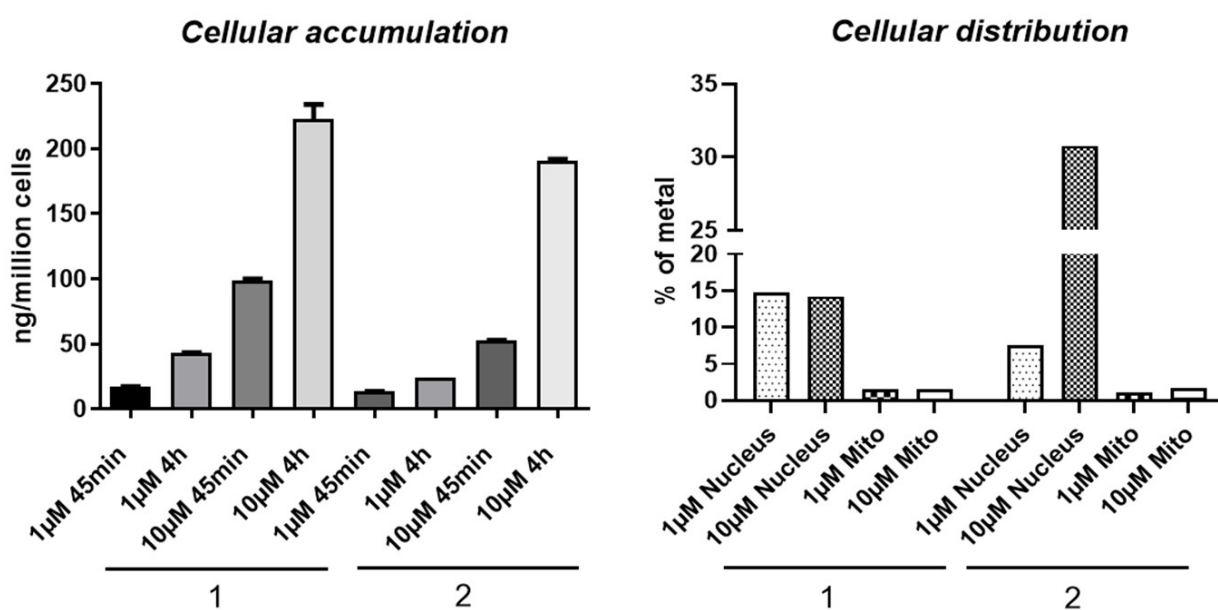 Cellular accumulation
ng/million cells
250
200
150
100
50
0
1µM 45min
1µM 4h
10µM 45min
10µM 4h
1µM 45min
1µM 4h
10µM 45min
10µM 4h
1
2
Cellular distribution
% of metal
35
30
25
20
15
10
5
0
1µM Nucleus
10µM Nucleus
1µM Mito
10µM Mito
1µM Nucleus
10µM Nucleus
1µM Mito
10µM Mito
1
2